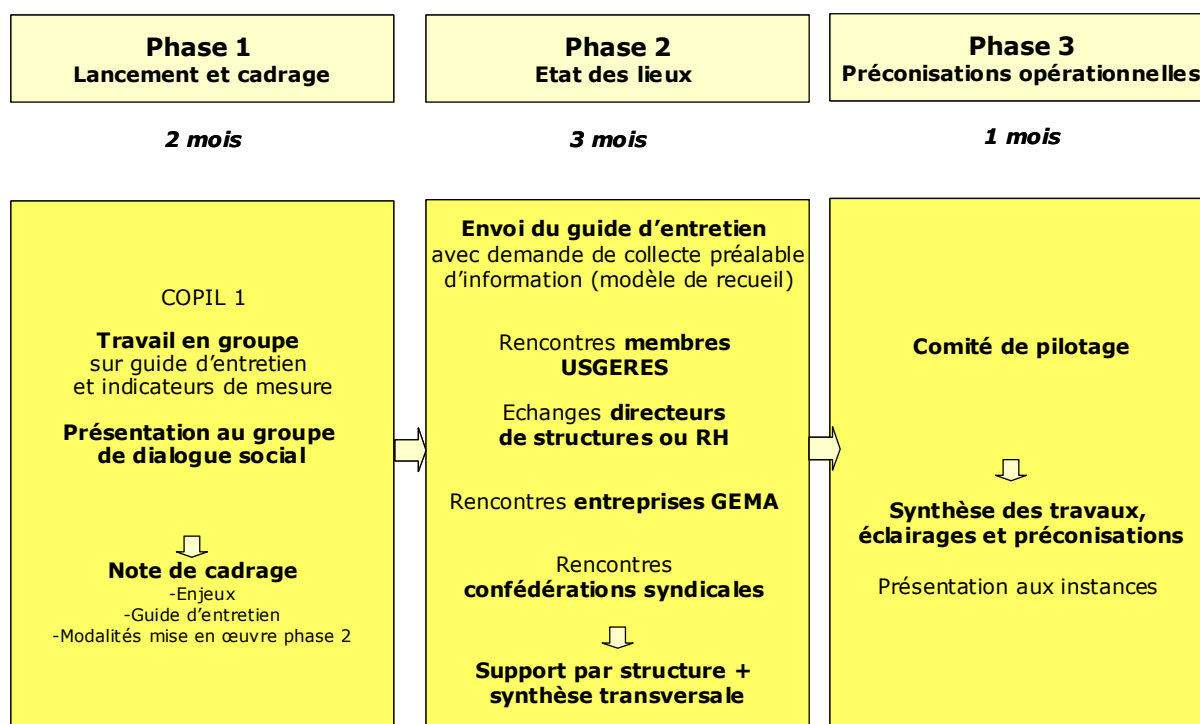 Phase 1
Lancement et cadrage
2 mois
COPIL 1
Travail en groupe
sur guide d’entretien
et indicateurs de mesure
Présentation au groupe
de dialogue social
Note de cadrage
-Enjeux
-Guide d’entretien
-Modalités mise en œuvre phase 2
Phase 2
Etat des lieux
3 mois
Envoi du guide d’entretien
avec demande de collecte préalable
d’information (modèle de recueil)
Rencontres membres
USGERES
Echanges directeurs
de structures ou RH
Rencontres entreprises GEMA
Rencontres
confédérations syndicales
Support par structure +
synthèse transversale
Phase 3
Préconisations opérationnelles
1 mois
Comité de pilotage
Synthèse des travaux,
éclairages et préconisations
Présentation aux instances